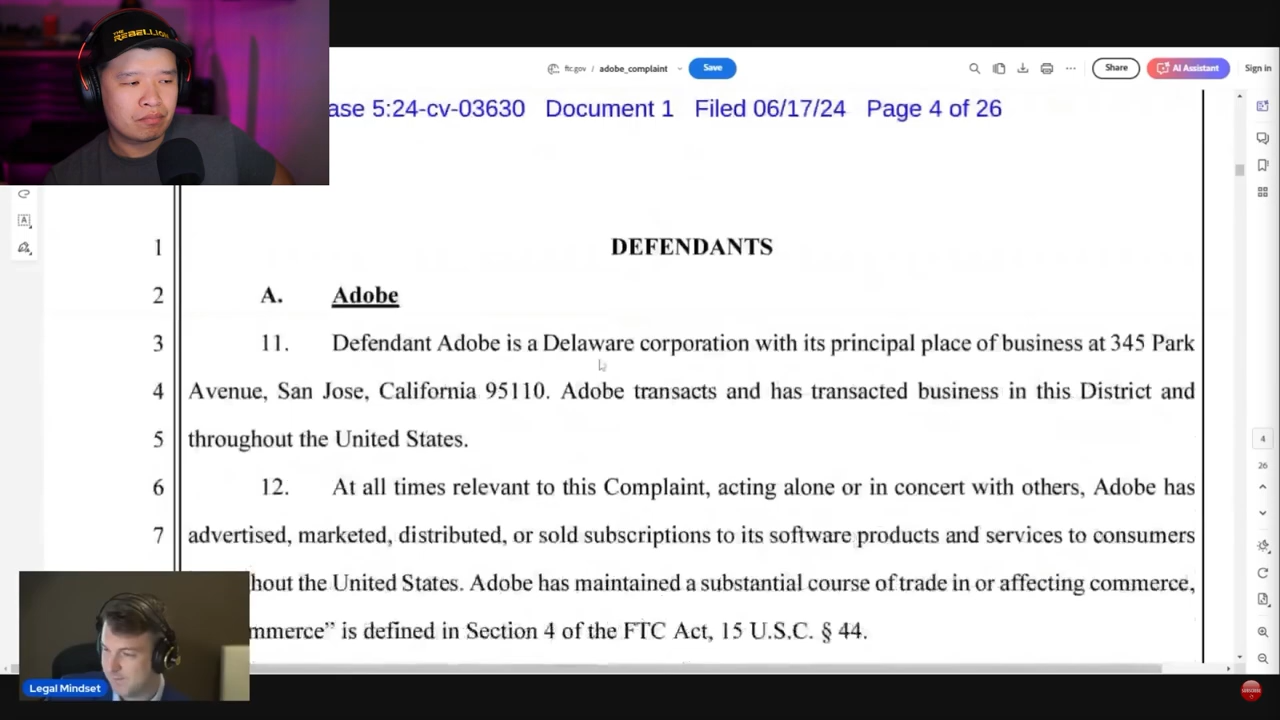 THE
REBELLION
ftc.gov / adobe_complaint
Save
Share
AI Assistant
Sign in
ase 5:24-cv-03630 Document 1 Filed 06/17/24 Page 4 of 26
1 DEFENDANTS
2 A. Adobe
3 11. Defendant Adobe is a Delaware corporation with its principal place of business at 345 Park
4 Avenue, San Jose, California 95110. Adobe transacts and has transacted business in this District and
5 throughout the United States.
6 12. At all times relevant to this Complaint, acting alone or in concert with others, Adobe has
7 advertised, marketed, distributed, or sold subscriptions to its software products and services to consumers
hout the United States. Adobe has maintained a substantial course of trade in or affecting commerce,
mmerce” is defined in Section 4 of the FTC Act, 15 U.S.C. § 44.
4
26
Legal Mindset